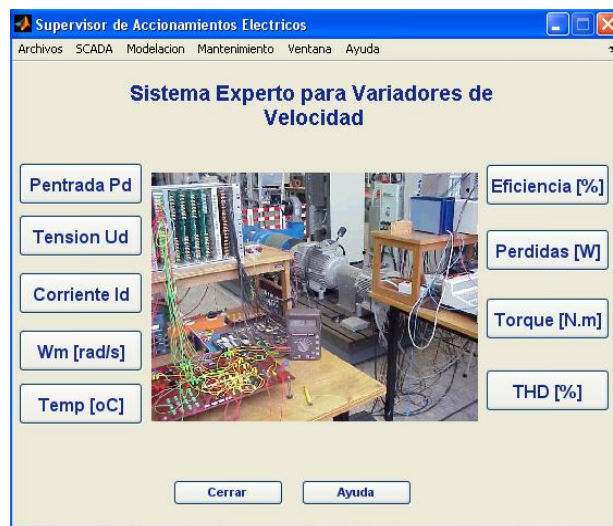 Supervisor de Accionamientos Electricos
Archivos SCADA Modelacion Mantenimiento Ventana Ayuda
Sistema Experto para Variadores de
Velocidad
Pentrada Pd
Tension Ud
Corriente Id
Wm [rad/s]
Temp [oC]
Eficiencia [%]
Perdidas [W]
Torque [N.m]
THD [%]
Cerrar Ayuda